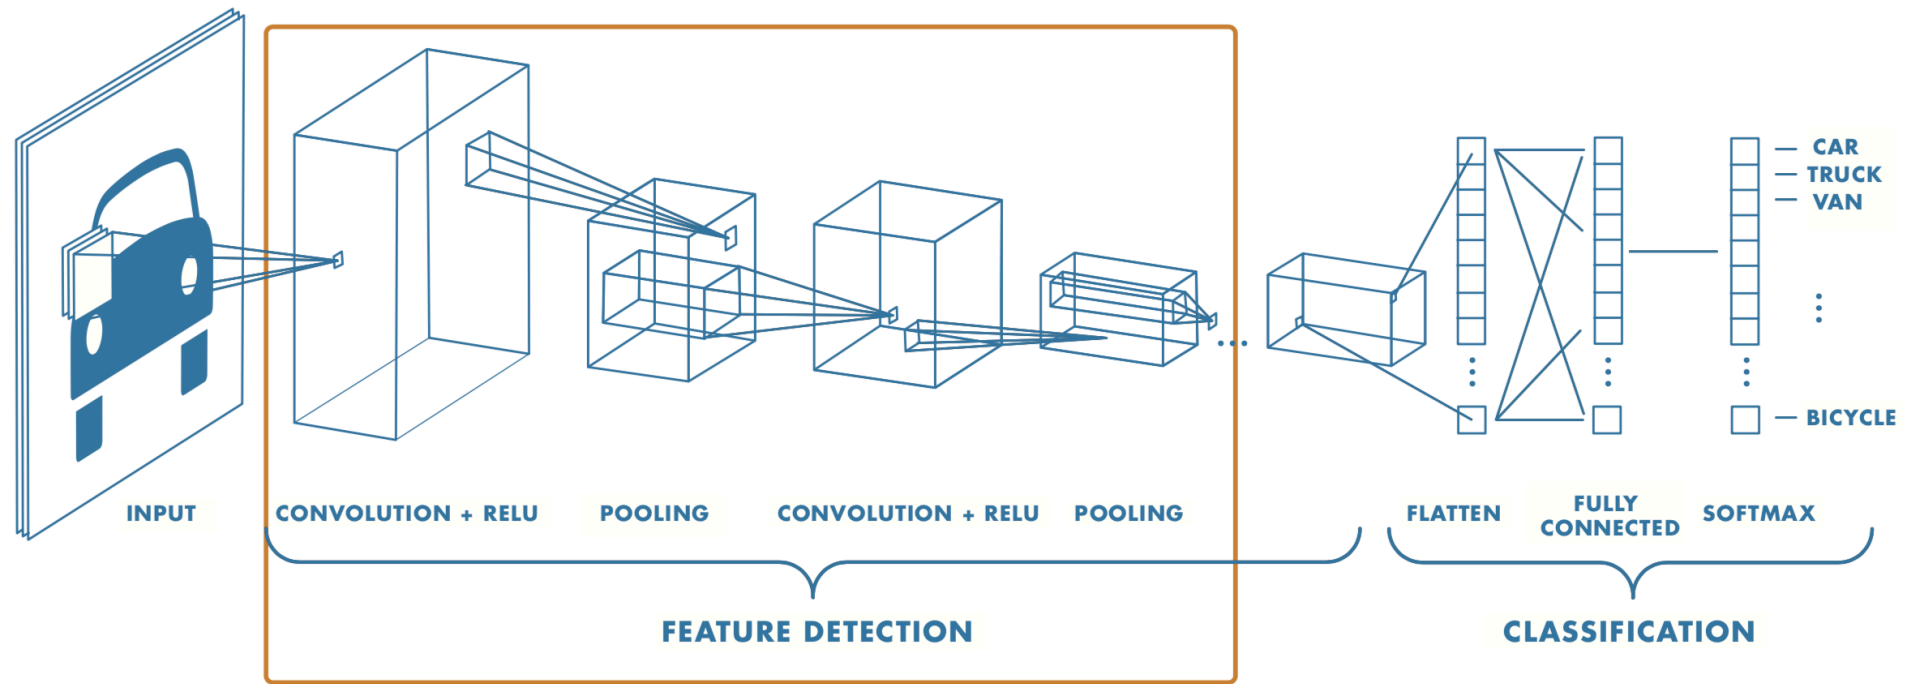 CAR
TRUCK
VAN
BICYCLE
INPUT
CONVOLUTION + RELU
POOLING
CONVOLUTION + RELU
POOLING
FLATTEN
FULLY
CONNECTED
SOFTMAX
FEATURE DETECTION
CLASSIFICATION